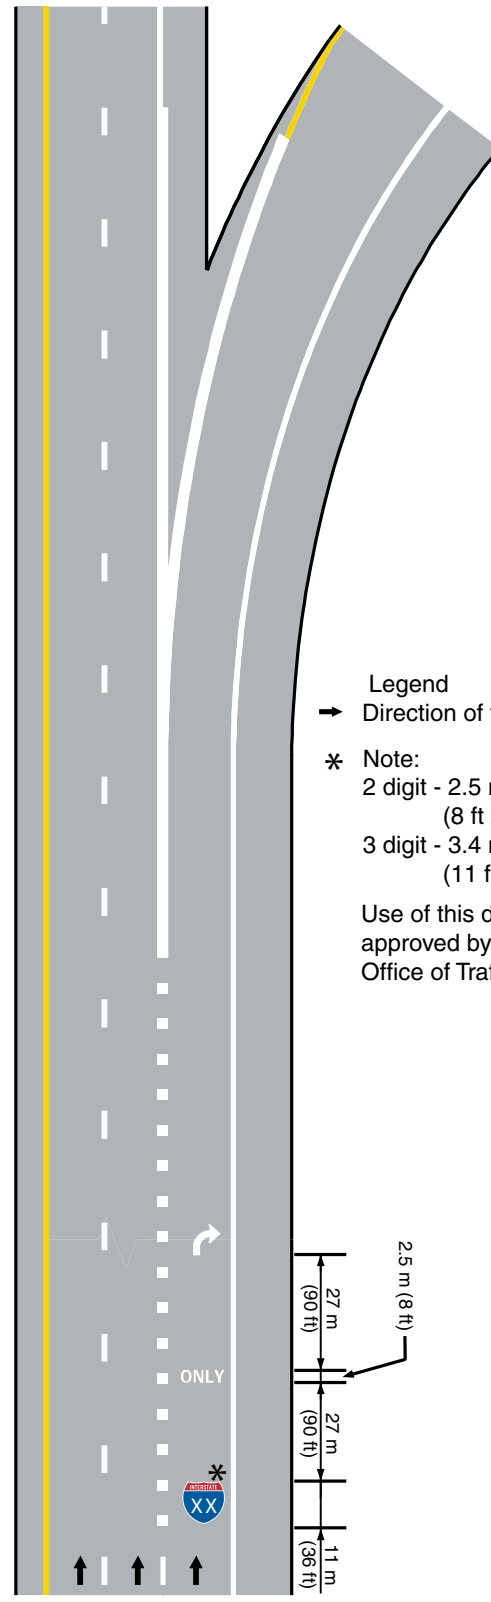 Legend
Direction of
* Note:
2 digit - 2.5
(8 ft
3 digit - 3.4
(11
Use of this
approved by
Office of
2.5 m (8 ft)
27 m
(90 ft)
ONLY
27 m
(90 ft)
*
INTERSTATE
XX
11 m
(36 ft)